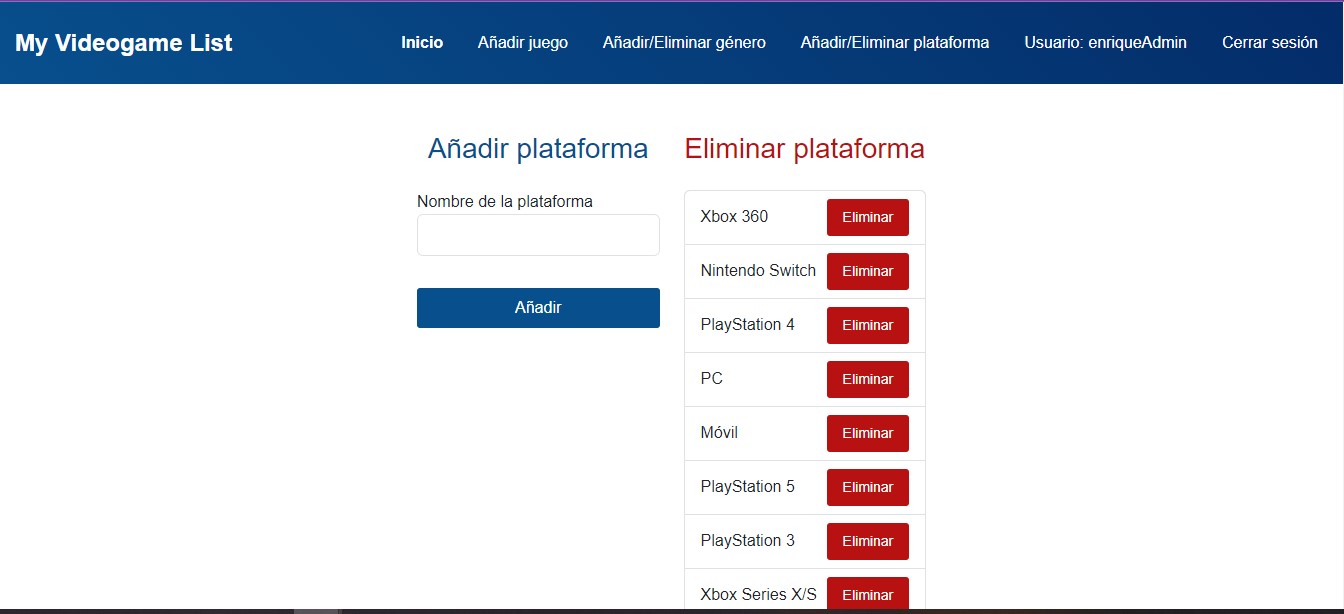 My Videogame List
Inicio
Añadir juego
Añadir/Eliminar género
Añadir/Eliminar plataforma
Usuario: enriqueAdmin
Cerrar sesión
Añadir plataforma
Nombre de la plataforma
Añadir
Eliminar plataforma
Xbox 360 Eliminar
Nintendo Switch Eliminar
PlayStation 4 Eliminar
PC Eliminar
Móvil Eliminar
PlayStation 5 Eliminar
PlayStation 3 Eliminar
Xbox Series X/S Eliminar